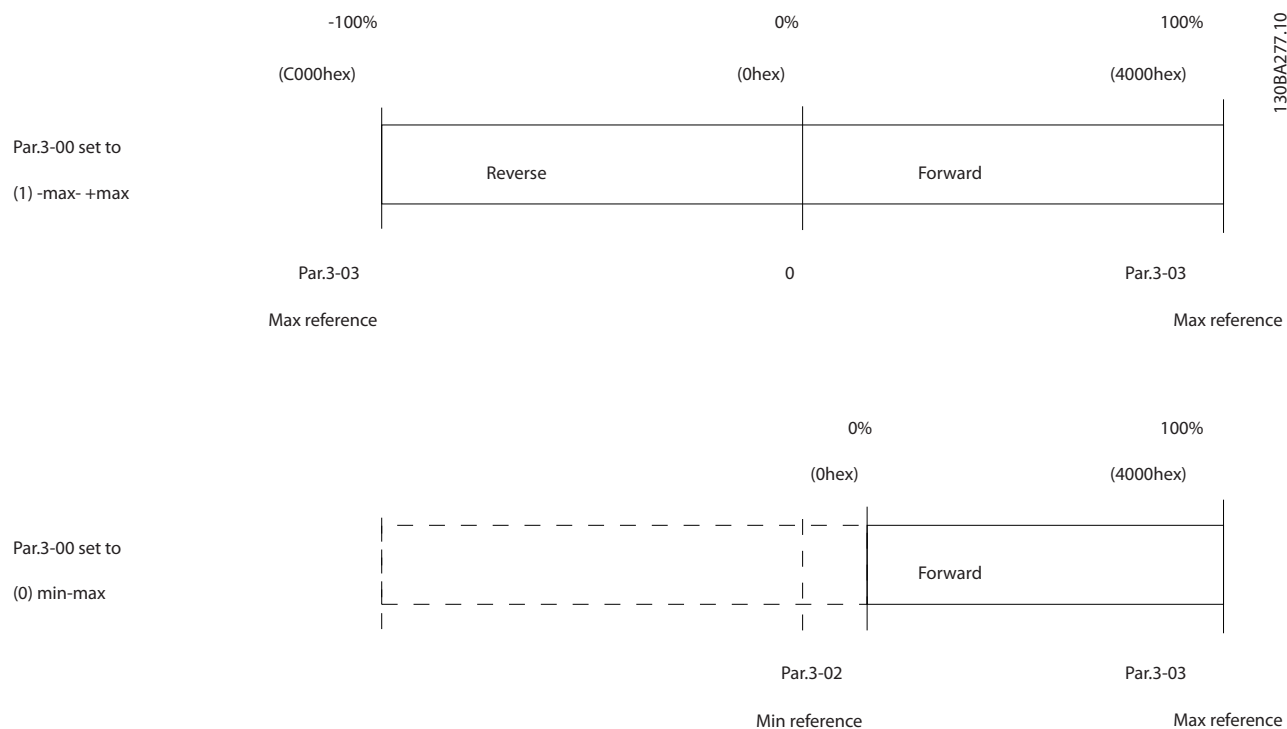 -100% 0% 100%
(C000hex) (0hex) (4000hex)
130BA277.10
Par.3-00 set to
(1) -max- +max
Reverse Forward
Par.3-03 0 Par.3-03
Max reference Max reference
0% 100%
(0hex) (4000hex)
Par.3-00 set to
(0) min-max
Forward
Par.3-02 Par.3-03
Min reference Max reference